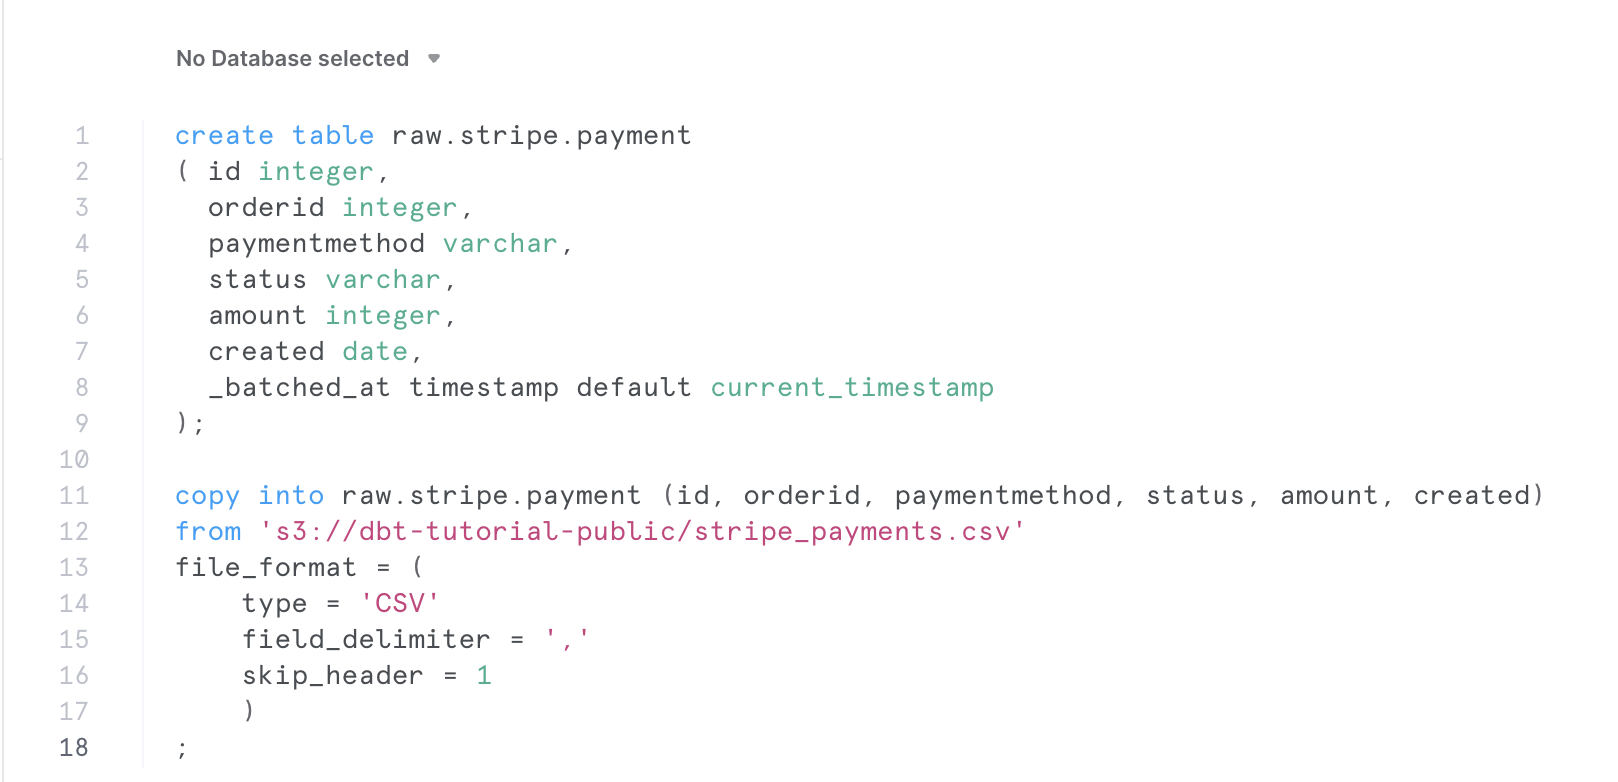 No Database selected
1 create table raw.stripe.payment
2 ( id integer,
3 orderid integer,
4 paymentmethod varchar,
5 status varchar,
6 amount integer,
7 created date,
8 _batched_at timestamp default current_timestamp
9 );
10
11 copy into raw.stripe.payment (id, orderid, paymentmethod, status, amount, created)
12 from 's3://dbt-tutorial-public/stripe_payments.csv'
13 file_format = (
14 type = 'CSV'
15 field_delimiter = ','
16 skip_header = 1
17 )
18 ;